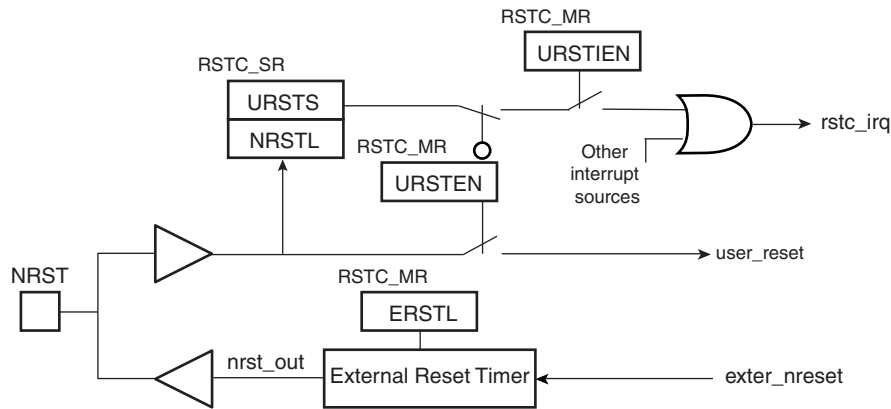 RSTC_MR
URSTIEN
RSTC_SR
URSTS
NRSTL
rstc_irq
RSTC_MR
URSTEN
Other
interrupt
sources
user_reset
NRST
RSTC_MR
ERSTL
nrst_out
External Reset Timer
exter_nreset